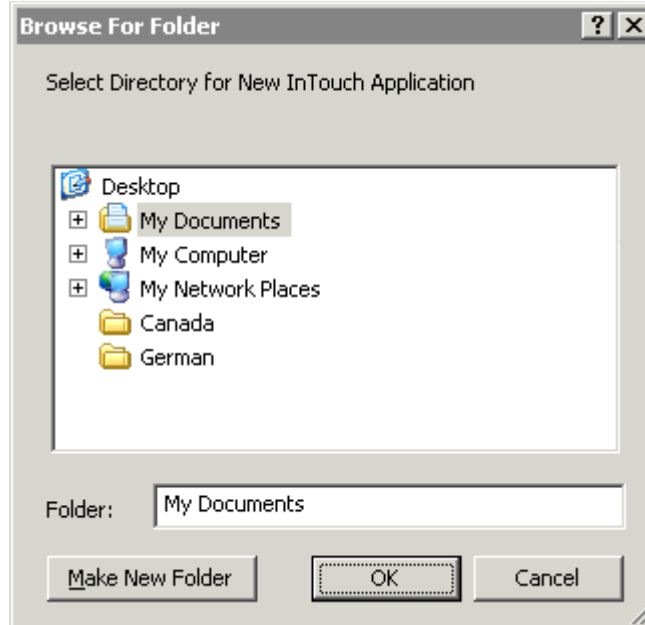 Browse For Folder
Select Directory for New InTouch Application
Desktop
My Documents
My Computer
My Network Places
Canada
German
Folder: My Documents
Make New Folder OK Cancel